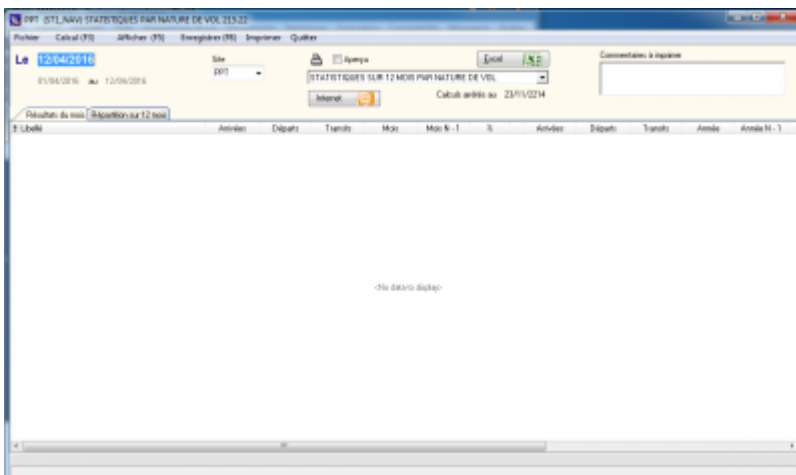 PPT (ST1_NAV) STATISTIQUES PAR NATURE DE VOL 213.22
Fichier Calcul (F3) Afficher (F5) Enregistrer (F8) Imprimer Quitter
Le 12/04/2016 Site Aperçu Excel Commentaires à imprimer
PPT STATISTIQUES SUR 12 MOIS PAR NATURE DE VOL
01/04/2016 au 12/04/2016
Internet Calculs arrêtés au 23/11/2214
Résultats du mois Répartition sur 12 mois
Libellé Arrivées Départs Transits Mois Mois N - 1 % Arrivées Départs Transits Année Année N - 1
<No data to display>